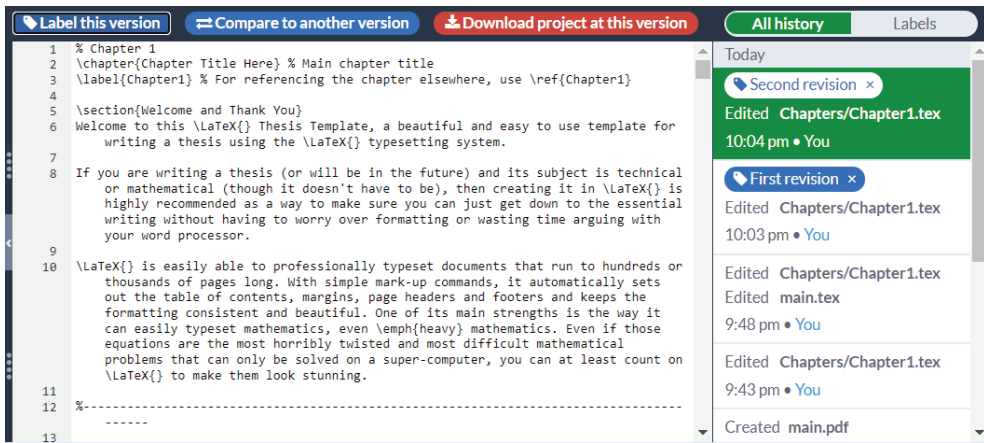 Label this version
Compare to another version
Download project at this version
All history
Labels
1 % Chapter 1
2 \chapter{Chapter Title Here} % Main chapter title
3 \label{Chapter1} % For referencing the chapter elsewhere, use \ref{Chapter1}
4
5 \section{Welcome and Thank You}
6 Welcome to this \LaTeX{} Thesis Template, a beautiful and easy to use template for
writing a thesis using the \LaTeX{} typesetting system.
7
8 If you are writing a thesis (or will be in the future) and its subject is technical
or mathematical (though it doesn't have to be), then creating it in \LaTeX{} is
highly recommended as a way to make sure you can just get down to the essential
writing without having to worry over formatting or wasting time arguing with
your word processor.
9
10 \LaTeX{} is easily able to professionally typeset documents that run to hundreds or
thousands of pages long. With simple mark-up commands, it automatically sets
out the table of contents, margins, page headers and footers and keeps the
formatting consistent and beautiful. One of its main strengths is the way it
can easily typeset mathematics, even \emph{heavy} mathematics. Even if those
equations are the most horribly twisted and most difficult mathematical
problems that can only be solved on a super-computer, you can at least count on
\LaTeX{} to make them look stunning.
11
12 %----------------------------------------------------------------------------------
------
13
Today
Second revision ×
Edited Chapters/Chapter1.tex
10:04 pm • You
First revision ×
Edited Chapters/Chapter1.tex
10:03 pm • You
Edited Chapters/Chapter1.tex
Edited main.tex
9:48 pm • You
Edited Chapters/Chapter1.tex
9:43 pm • You
Created main.pdf